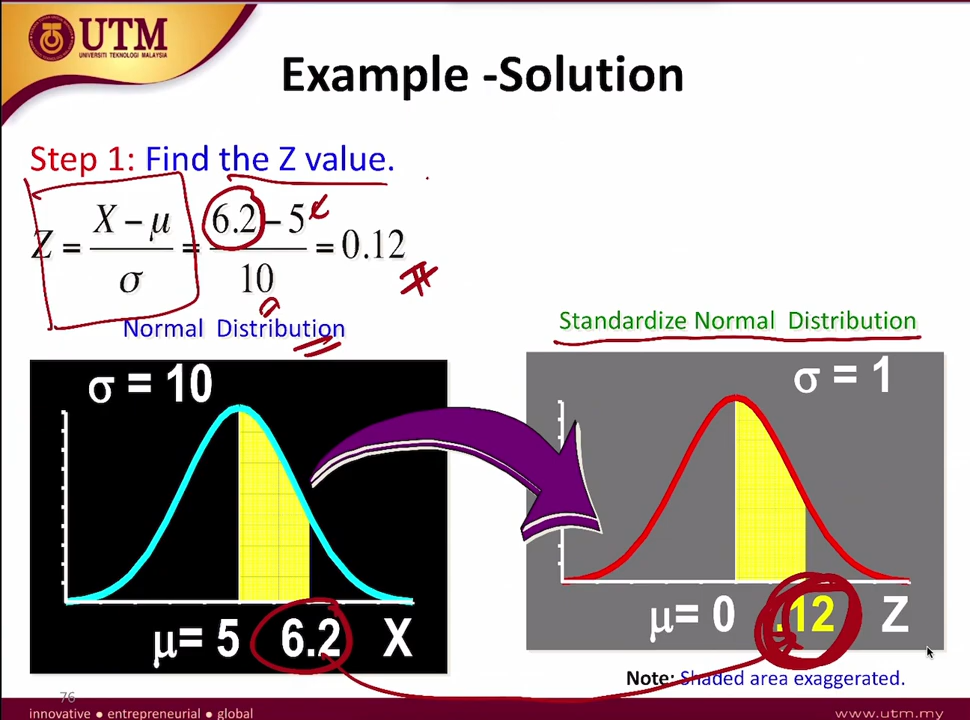 UTM
UNIVERSITI TEKNOLOGI MALAYSIA
Example -Solution
Step 1: Find the Z value.
Z = (X − μ) / σ = (6.2 − 5) / 10 = 0.12
Normal Distribution
Standardize Normal Distribution
σ = 10
σ = 1
μ= 5 6.2 X
μ= 0 .12 Z
Note: Shaded area exaggerated.
76
innovative ● entrepreneurial ● global
www.utm.my